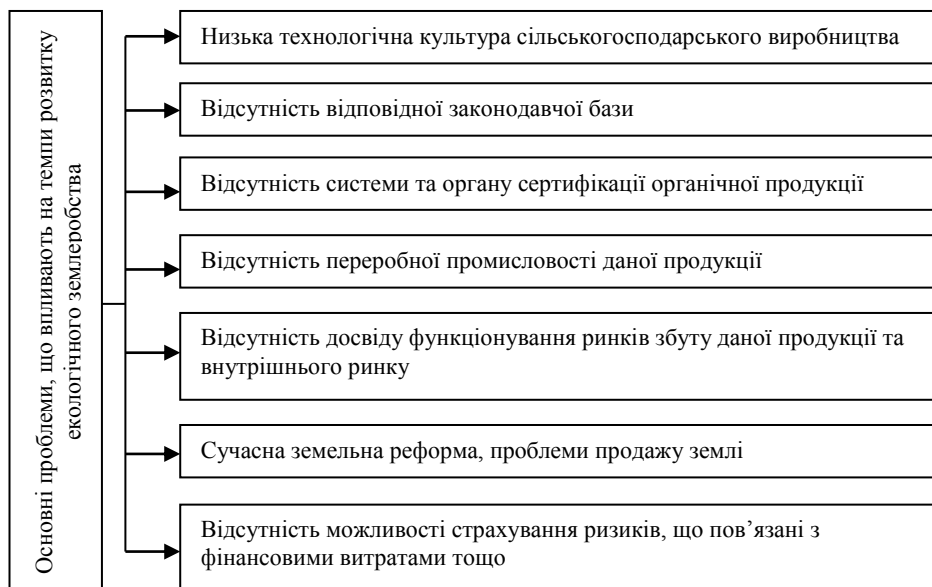 Основні проблеми, що впливають на темпи розвитку
екологічного землеробства
Низька технологічна культура сільськогосподарського виробництва
Відсутність відповідної законодавчої бази
Відсутність системи та органу сертифікації органічної продукції
Відсутність переробної промисловості даної продукції
Відсутність досвіду функціонування ринків збуту даної продукції та
внутрішнього ринку
Сучасна земельна реформа, проблеми продажу землі
Відсутність можливості страхування ризиків, що пов’язані з
фінансовими витратами тощо